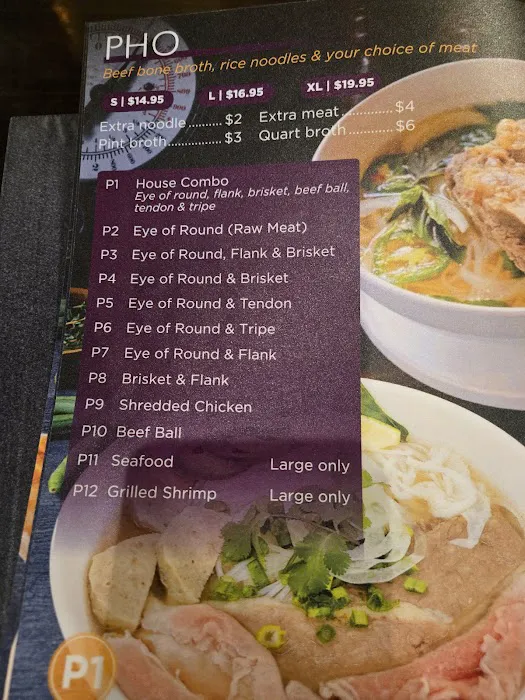 PHO
Beef bone broth, rice noodles & your choice of meat
S | $14.95 L | $16.95 XL | $19.95
Extra noodle......... $2 Extra meat.............$4
Pint broth.............. $3 Quart broth...........$6
P1 House Combo
Eye of round, flank, brisket, beef ball,
tendon & tripe
P2 Eye of Round (Raw Meat)
P3 Eye of Round, Flank & Brisket
P4 Eye of Round & Brisket
P5 Eye of Round & Tendon
P6 Eye of Round & Tripe
P7 Eye of Round & Flank
P8 Brisket & Flank
P9 Shredded Chicken
P10 Beef Ball
P11 Seafood Large only
P12 Grilled Shrimp Large only
P1